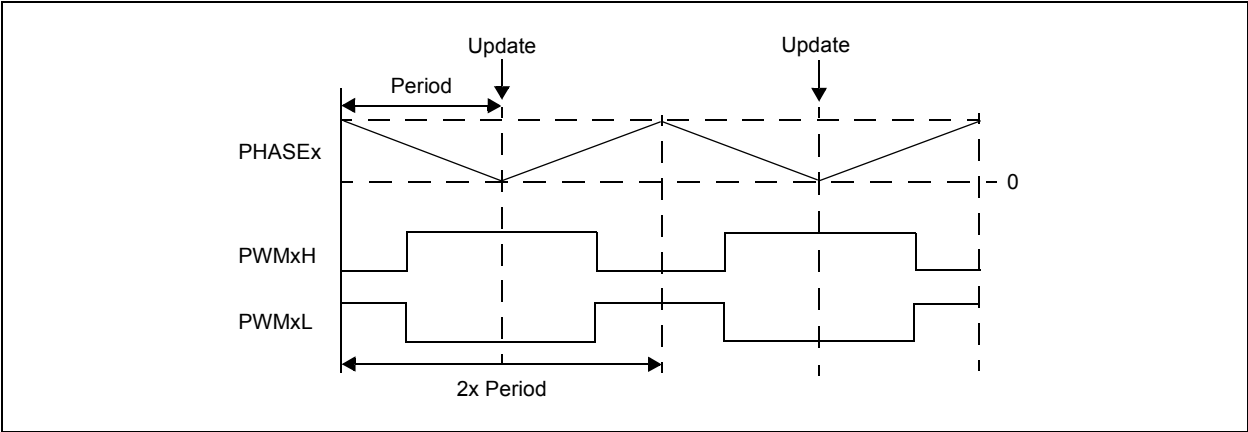 Update
Update
Period
PHASEx
0
PWMxH
PWMxL
2x Period